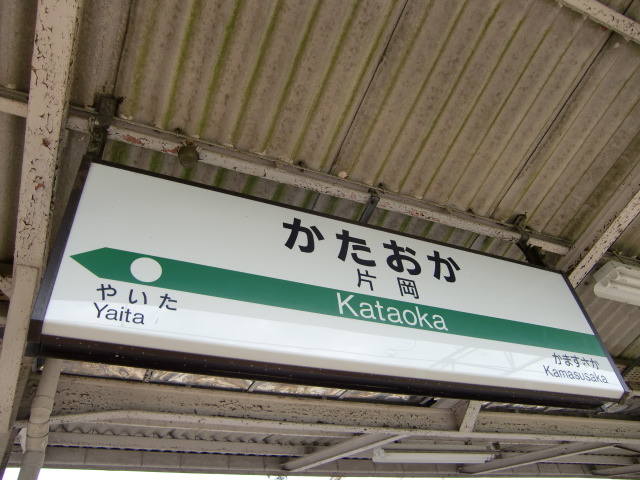 かたおか
片岡
Kataoka
やいた
Yaita
かますさか
Kamasusaka